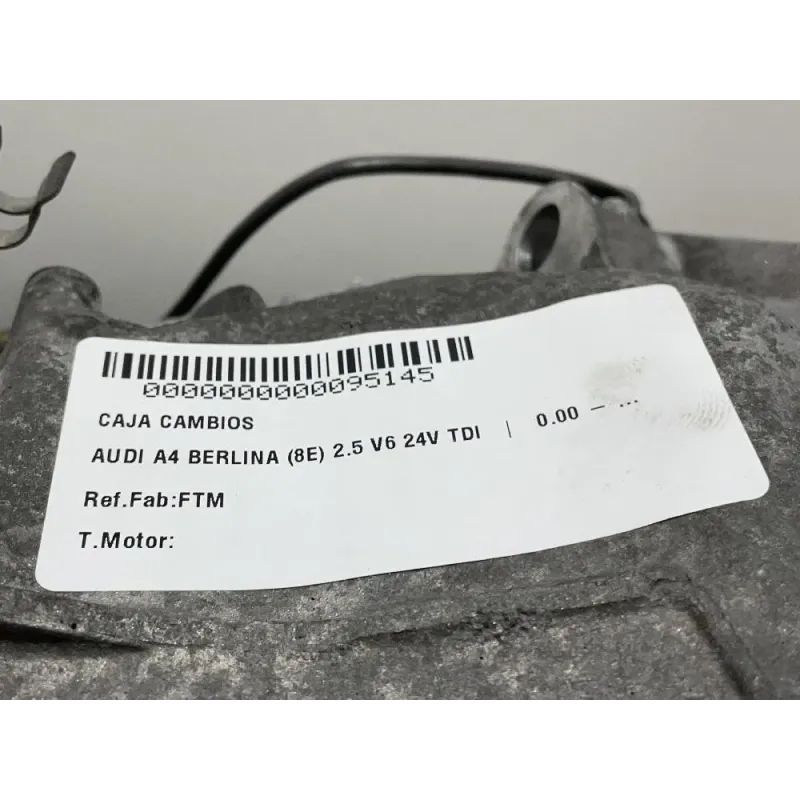 0000000000095145
CAJA CAMBIOS
AUDI A4 BERLINA (8E) 2.5 V6 24V TDI | 0.00 - ...
Ref.Fab:FTM
T.Motor: